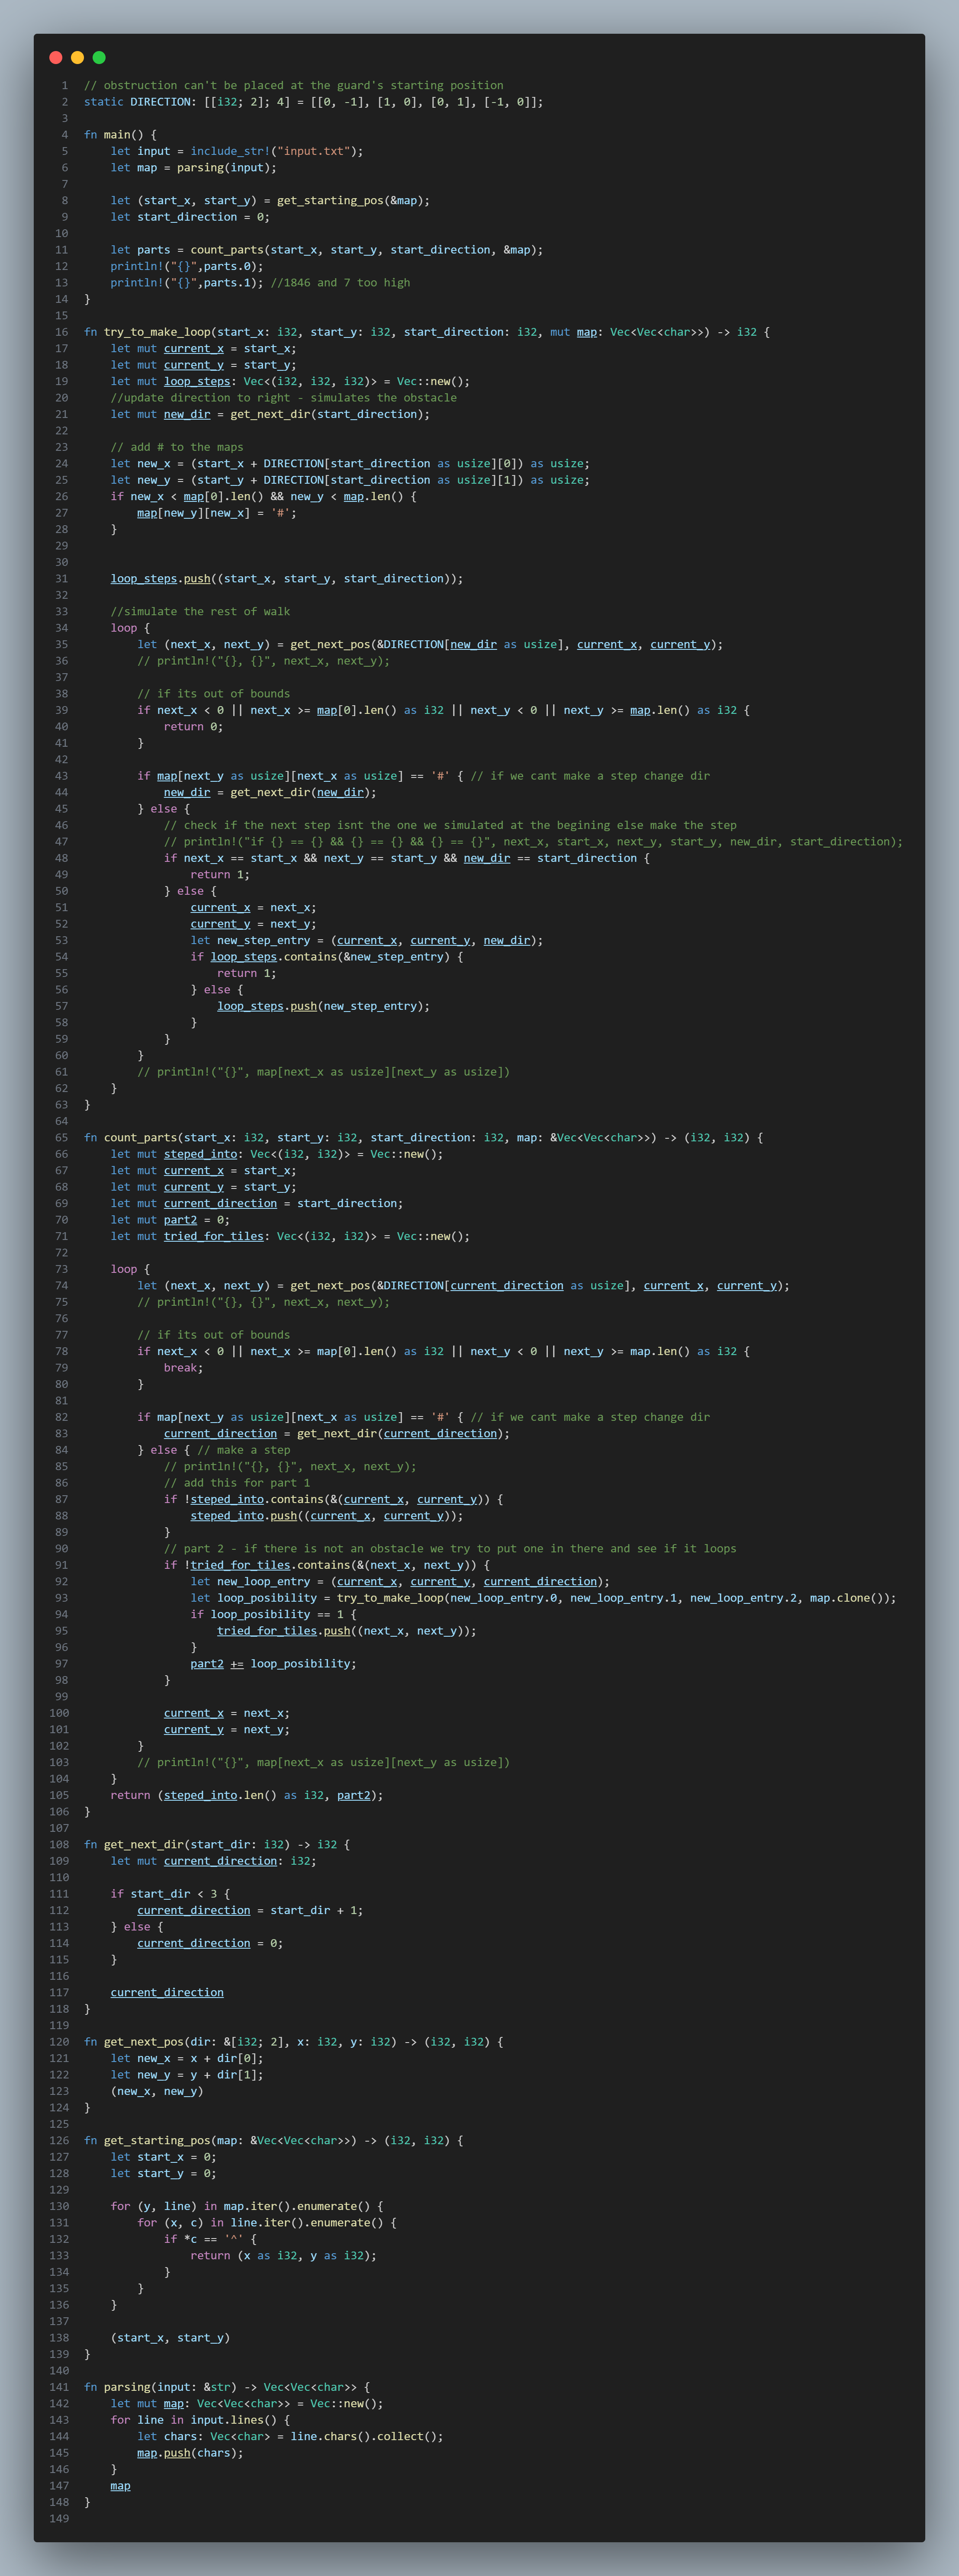 1 // obstruction can't be placed at the guard's starting position
2 static DIRECTION: [[i32; 2]; 4] = [[0, -1], [1, 0], [0, 1], [-1, 0]];
3
4 fn main() {
5     let input = include_str!("input.txt");
6     let map = parsing(input);
7
8     let (start_x, start_y) = get_starting_pos(&map);
9     let start_direction = 0;
10
11     let parts = count_parts(start_x, start_y, start_direction, &map);
12     println!("{}",parts.0);
13     println!("{}",parts.1); //1846 and 7 too high
14 }
15
16 fn try_to_make_loop(start_x: i32, start_y: i32, start_direction: i32, mut map: Vec<Vec<char>>) -> i32 {
17     let mut current_x = start_x;
18     let mut current_y = start_y;
19     let mut loop_steps: Vec<(i32, i32, i32)> = Vec::new();
20     //update direction to right - simulates the obstacle
21     let mut new_dir = get_next_dir(start_direction);
22
23     // add # to the maps
24     let new_x = (start_x + DIRECTION[start_direction as usize][0]) as usize;
25     let new_y = (start_y + DIRECTION[start_direction as usize][1]) as usize;
26     if new_x < map[0].len() && new_y < map.len() {
27         map[new_y][new_x] = '#';
28     }
29
30
31     loop_steps.push((start_x, start_y, start_direction));
32
33     //simulate the rest of walk
34     loop {
35         let (next_x, next_y) = get_next_pos(&DIRECTION[new_dir as usize], current_x, current_y);
36         // println!("{}, {}", next_x, next_y);
37
38         // if its out of bounds
39         if next_x < 0 || next_x >= map[0].len() as i32 || next_y < 0 || next_y >= map.len() as i32 {
40             return 0;
41         }
42
43         if map[next_y as usize][next_x as usize] == '#' { // if we cant make a step change dir
44             new_dir = get_next_dir(new_dir);
45         } else {
46             // check if the next step isnt the one we simulated at the begining else make the step
47             // println!("if {} == {} && {} == {} && {} == {}", next_x, start_x, next_y, start_y, new_dir, start_direction);
48             if next_x == start_x && next_y == start_y && new_dir == start_direction {
49                 return 1;
50             } else {
51                 current_x = next_x;
52                 current_y = next_y;
53                 let new_step_entry = (current_x, current_y, new_dir);
54                 if loop_steps.contains(&new_step_entry) {
55                     return 1;
56                 } else {
57                     loop_steps.push(new_step_entry);
58                 }
59             }
60         }
61         // println!("{}", map[next_x as usize][next_y as usize])
62     }
63 }
64
65 fn count_parts(start_x: i32, start_y: i32, start_direction: i32, map: &Vec<Vec<char>>) -> (i32, i32) {
66     let mut steped_into: Vec<(i32, i32)> = Vec::new();
67     let mut current_x = start_x;
68     let mut current_y = start_y;
69     let mut current_direction = start_direction;
70     let mut part2 = 0;
71     let mut tried_for_tiles: Vec<(i32, i32)> = Vec::new();
72
73     loop {
74         let (next_x, next_y) = get_next_pos(&DIRECTION[current_direction as usize], current_x, current_y);
75         // println!("{}, {}", next_x, next_y);
76
77         // if its out of bounds
78         if next_x < 0 || next_x >= map[0].len() as i32 || next_y < 0 || next_y >= map.len() as i32 {
79             break;
80         }
81
82         if map[next_y as usize][next_x as usize] == '#' { // if we cant make a step change dir
83             current_direction = get_next_dir(current_direction);
84         } else { // make a step
85             // println!("{}, {}", next_x, next_y);
86             // add this for part 1
87             if !steped_into.contains(&(current_x, current_y)) {
88                 steped_into.push((current_x, current_y));
89             }
90             // part 2 - if there is not an obstacle we try to put one in there and see if it loops
91             if !tried_for_tiles.contains(&(next_x, next_y)) {
92                 let new_loop_entry = (current_x, current_y, current_direction);
93                 let loop_posibility = try_to_make_loop(new_loop_entry.0, new_loop_entry.1, new_loop_entry.2, map.clone());
94                 if loop_posibility == 1 {
95                     tried_for_tiles.push((next_x, next_y));
96                 }
97                 part2 += loop_posibility;
98             }
99
100             current_x = next_x;
101             current_y = next_y;
102         }
103         // println!("{}", map[next_x as usize][next_y as usize])
104     }
105     return (steped_into.len() as i32, part2);
106 }
107
108 fn get_next_dir(start_dir: i32) -> i32 {
109     let mut current_direction: i32;
110
111     if start_dir < 3 {
112         current_direction = start_dir + 1;
113     } else {
114         current_direction = 0;
115     }
116
117     current_direction
118 }
119
120 fn get_next_pos(dir: &[i32; 2], x: i32, y: i32) -> (i32, i32) {
121     let new_x = x + dir[0];
122     let new_y = y + dir[1];
123     (new_x, new_y)
124 }
125
126 fn get_starting_pos(map: &Vec<Vec<char>>) -> (i32, i32) {
127     let start_x = 0;
128     let start_y = 0;
129
130     for (y, line) in map.iter().enumerate() {
131         for (x, c) in line.iter().enumerate() {
132             if *c == '^' {
133                 return (x as i32, y as i32);
134             }
135         }
136     }
137
138     (start_x, start_y)
139 }
140
141 fn parsing(input: &str) -> Vec<Vec<char>> {
142     let mut map: Vec<Vec<char>> = Vec::new();
143     for line in input.lines() {
144         let chars: Vec<char> = line.chars().collect();
145         map.push(chars);
146     }
147     map
148 }
149